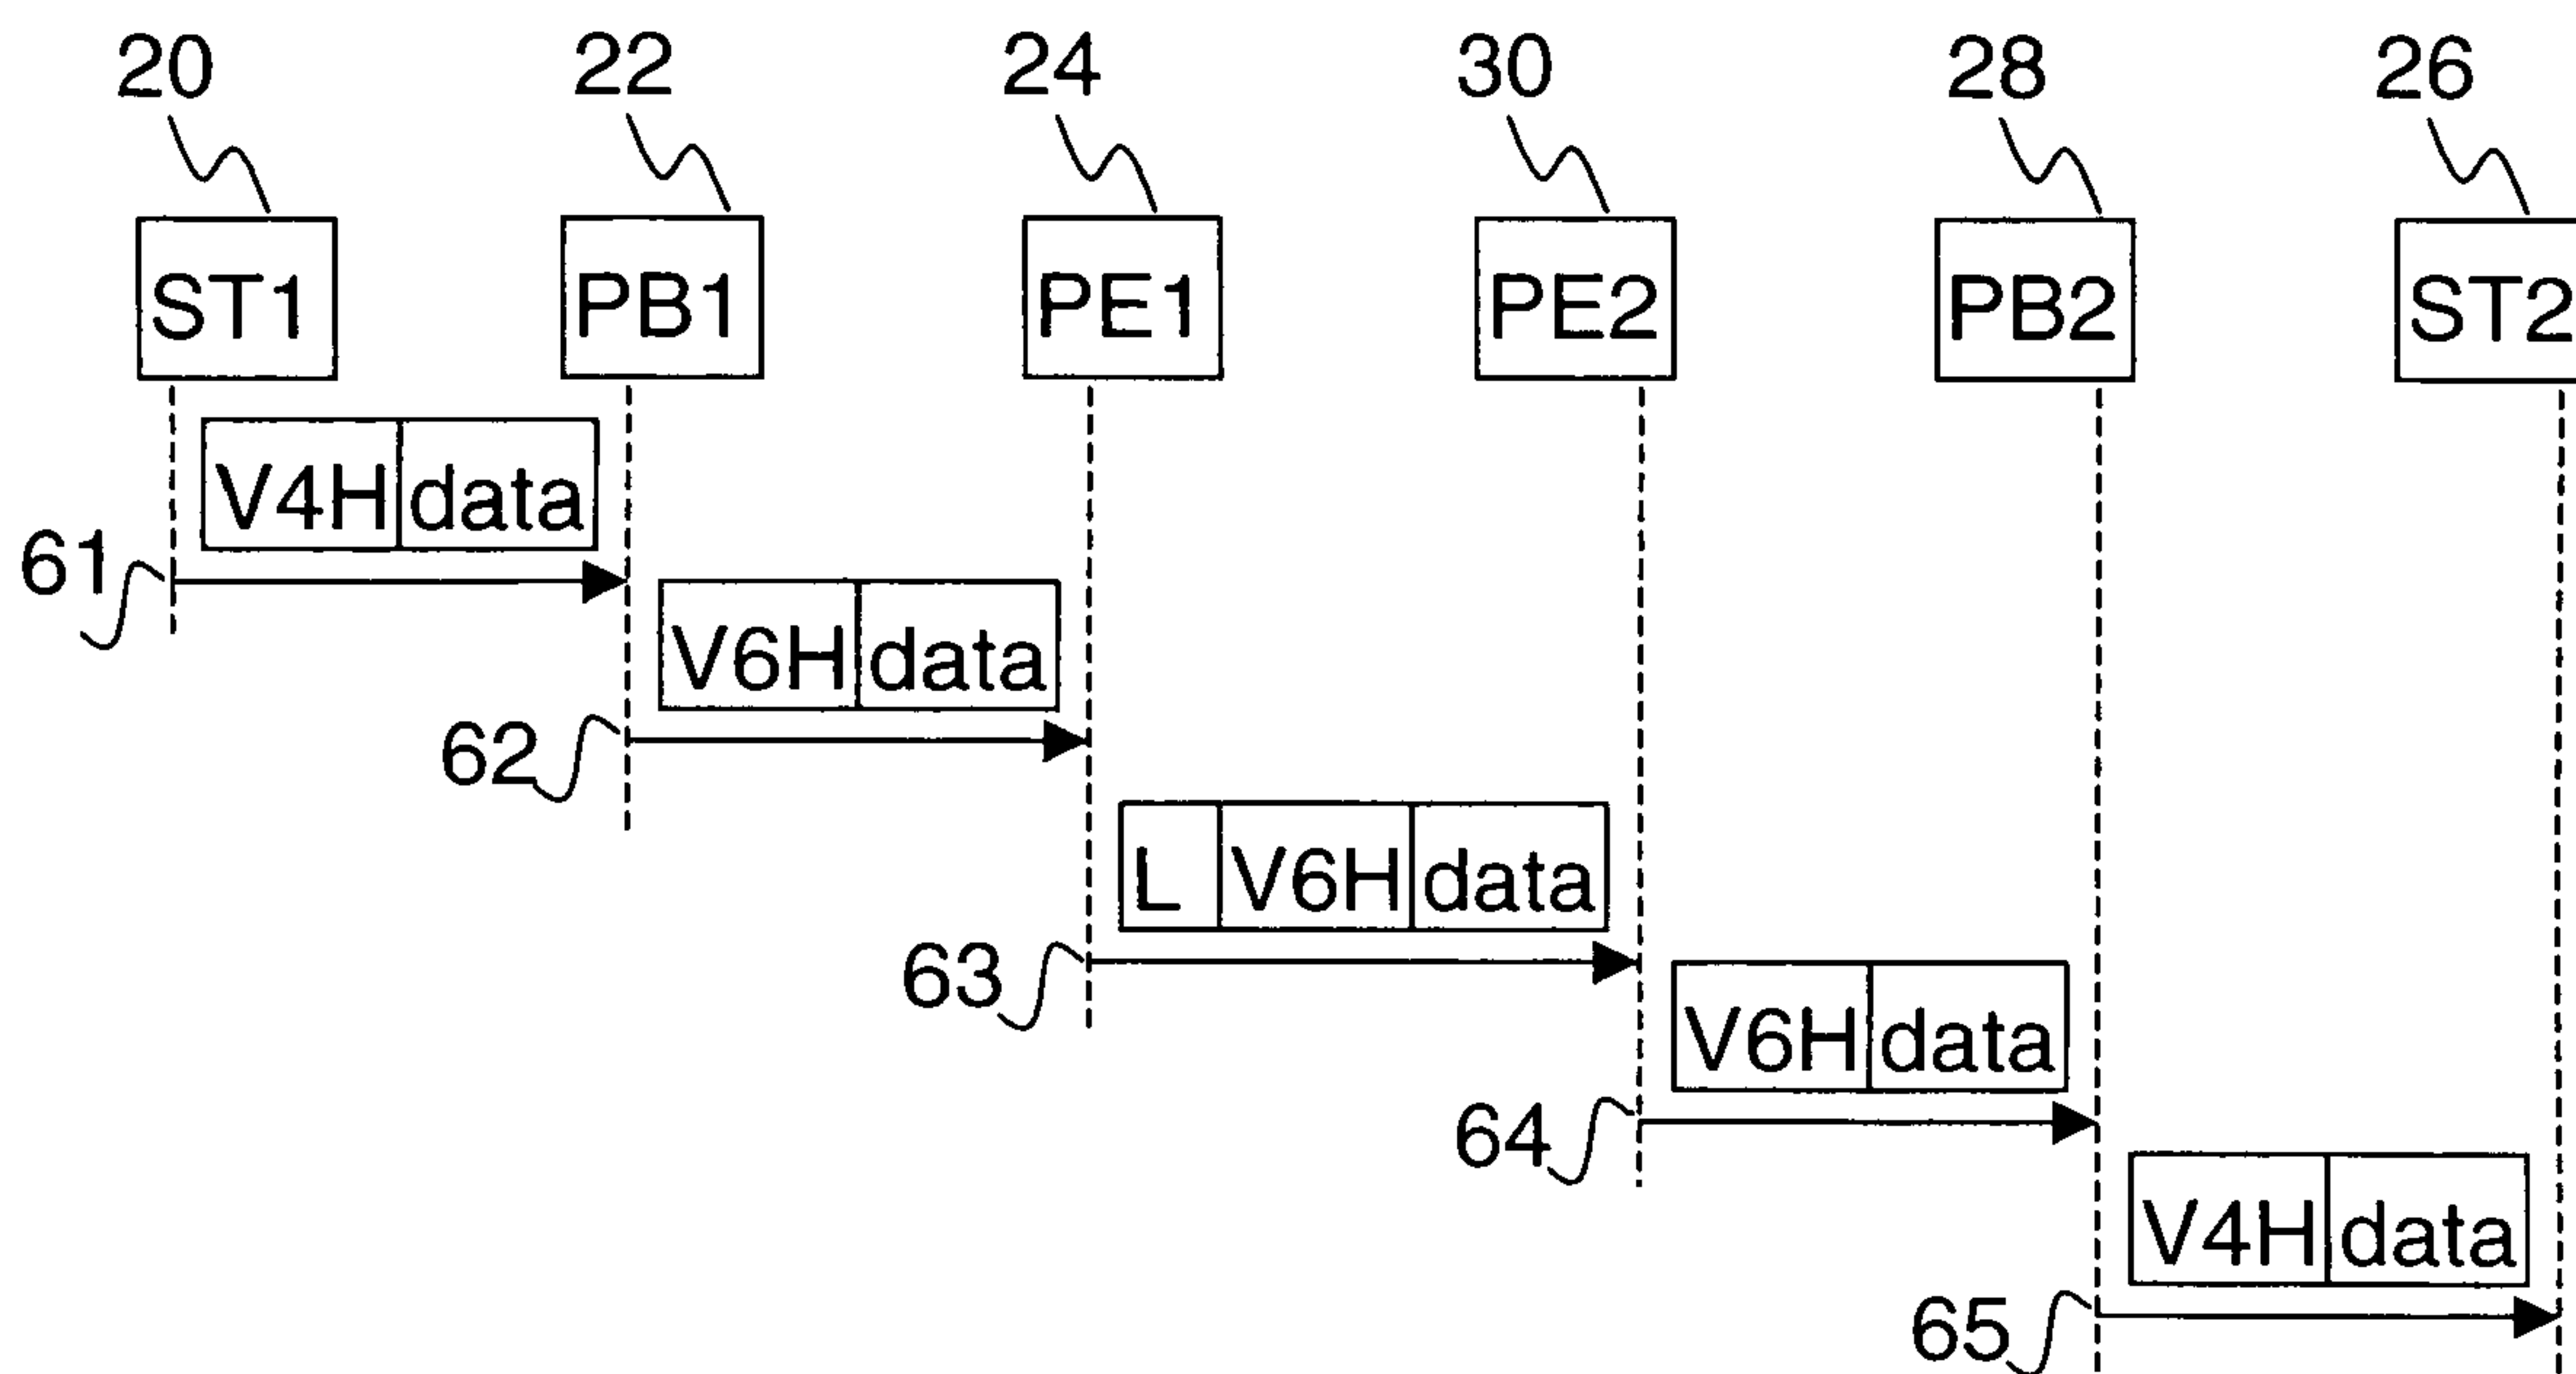 20 22 24 30 28 26
ST1 PB1 PE1 PE2 PB2 ST2
V4H data
61
V6H data
62
L V6H data
63
V6H data
64
V4H data
65